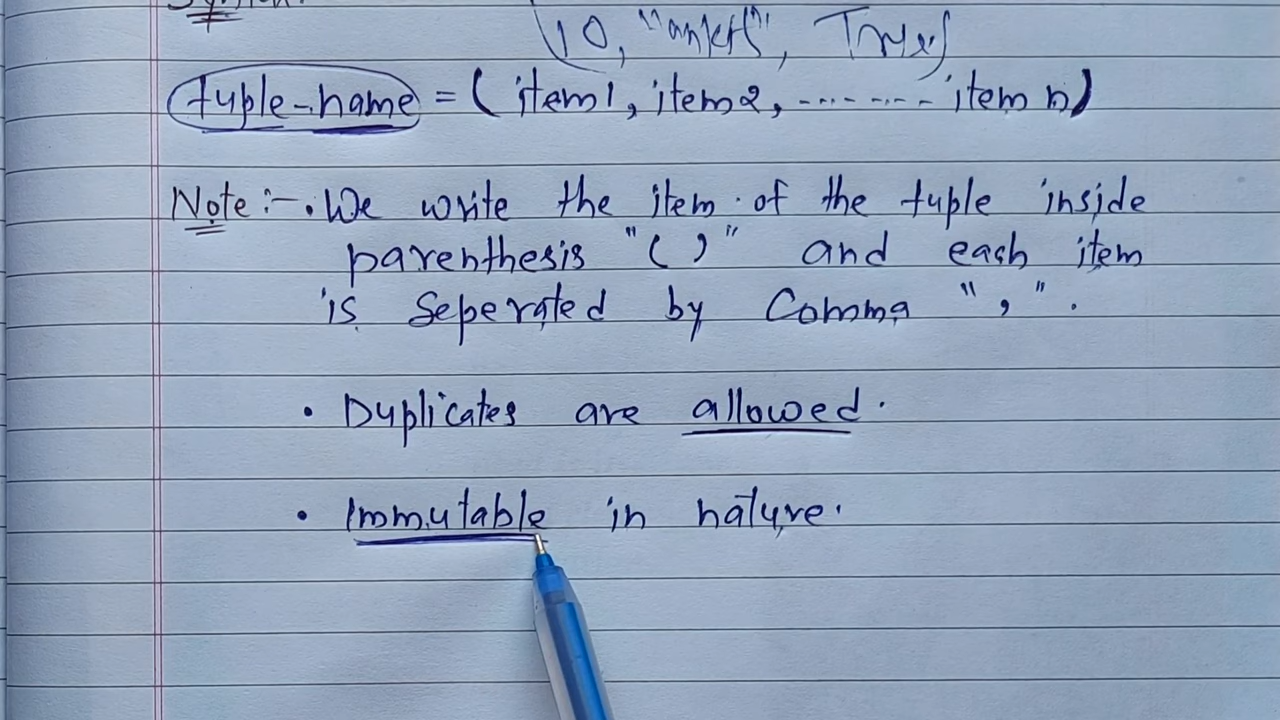 (10, "anket", True)
tuple-name = ( item1, item2, ------- item n)
Note :- . We write the item of the tuple inside
parenthesis "( )" and each item
is Seperated by Comma " , " .
• Duplicates are allowed.
• Immutable in nature.